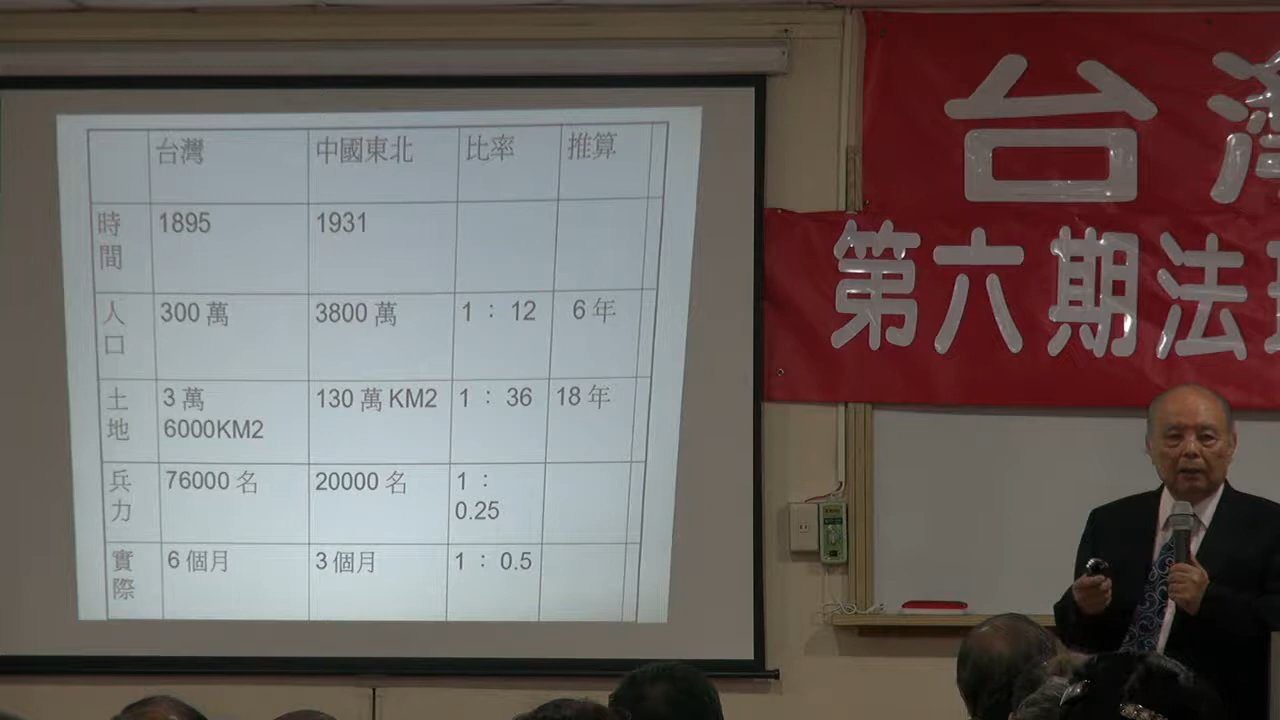 台灣 中國東北 比率 推算
時間 1895 1931
人口 300 萬 3800 萬 1 : 12 6 年
土地 3 萬 6000KM2 130 萬 KM2 1 : 36 18 年
兵力 76000 名 20000 名 1 : 0.25
實際 6 個月 3 個月 1 : 0.5
台
第六期法